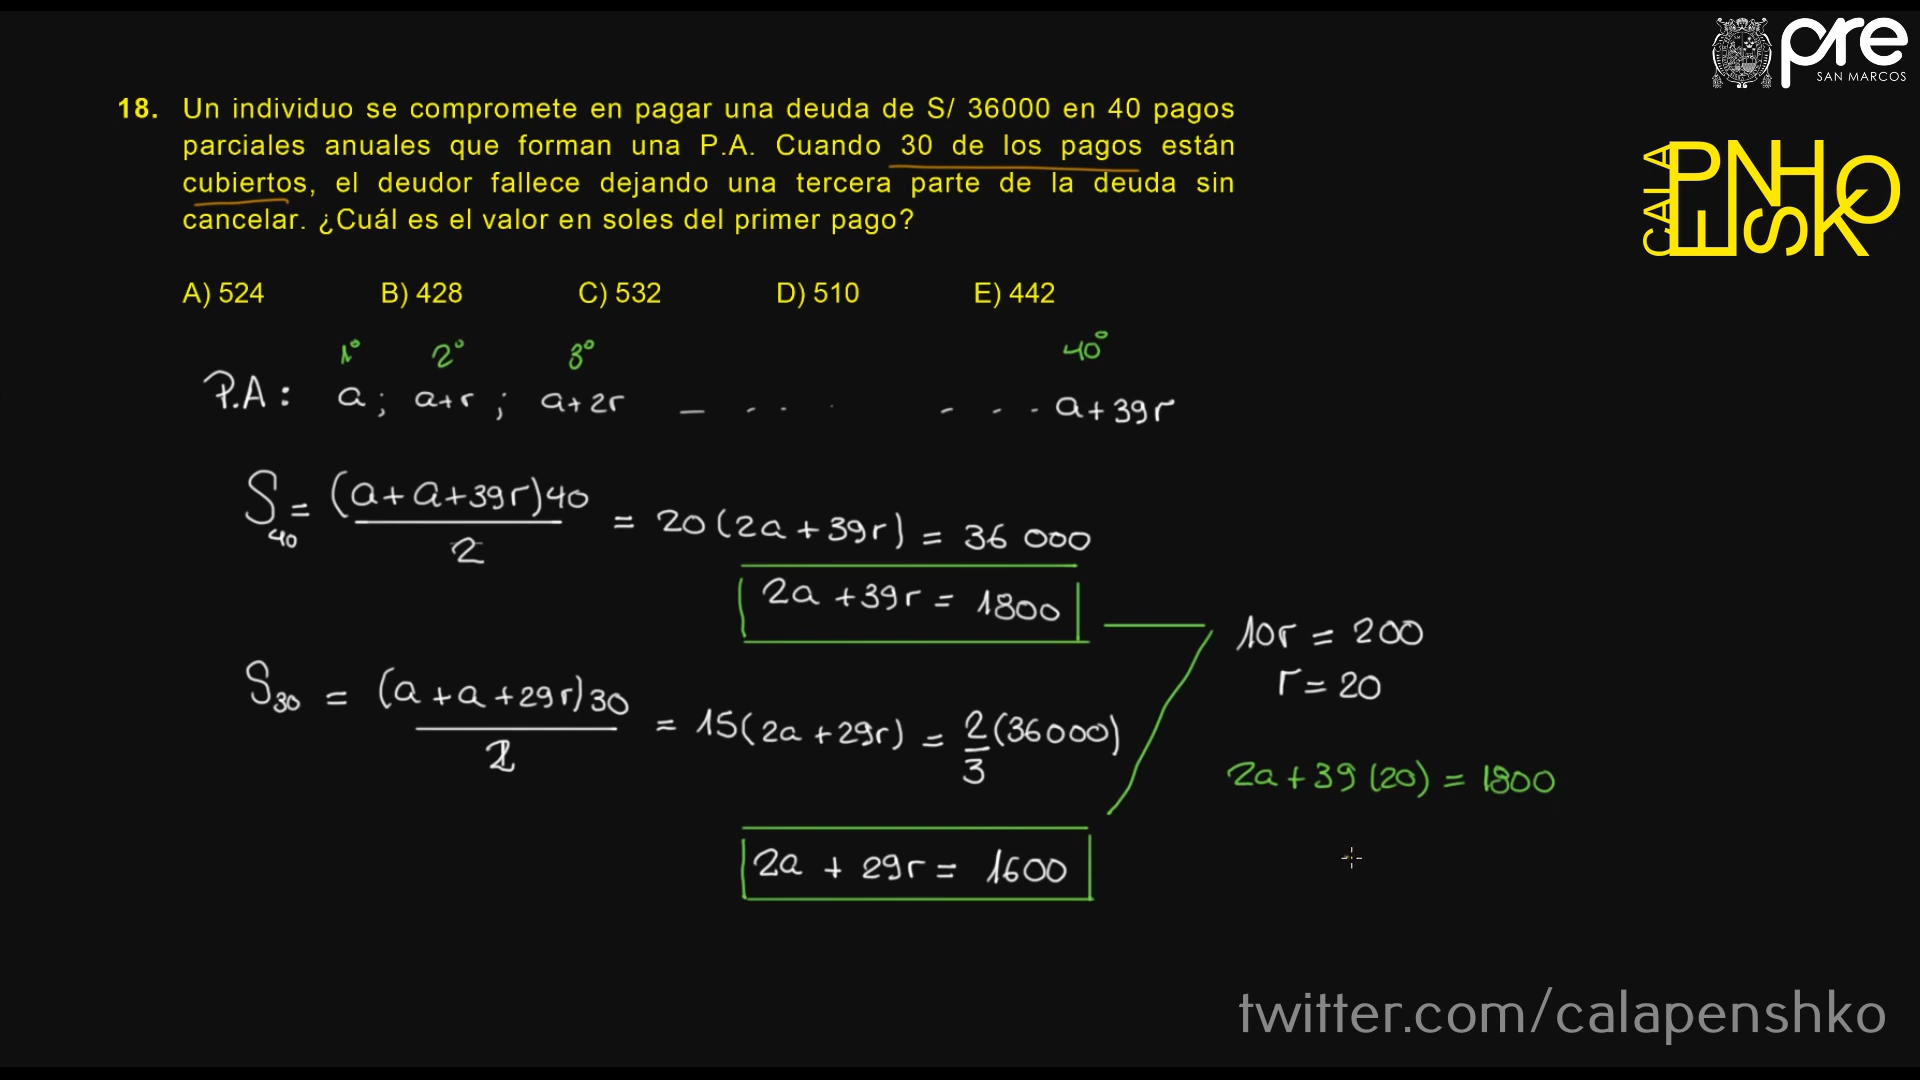 pre
SAN MARCOS
CALA
PENSHKO
18. Un individuo se compromete en pagar una deuda de S/ 36000 en 40 pagos
parciales anuales que forman una P.A. Cuando 30 de los pagos están
cubiertos, el deudor fallece dejando una tercera parte de la deuda sin
cancelar. ¿Cuál es el valor en soles del primer pago?
A) 524 B) 428 C) 532 D) 510 E) 442
1° 2° 3° 40°
P.A: a; a+r; a+2r _ . . . . . . a+39r
S₄₀ = (a+a+39r)40 / 2 = 20(2a+39r) = 36 000
2a +39r = 1800
10r = 200
r = 20
S₃₀ = (a+a+29r)30 / 2 = 15(2a+29r) = 2/3 (36000)
2a+39(20) = 1800
2a + 29r = 1600
twitter.com/calapenshko